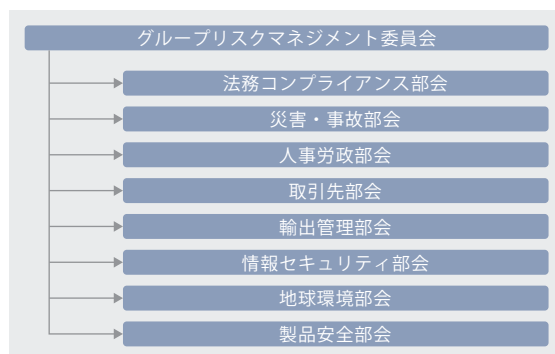 グループリスクマネジメント委員会
法務コンプライアンス部会
災害・事故部会
人事労政部会
取引先部会
輸出管理部会
情報セキュリティ部会
地球環境部会
製品安全部会